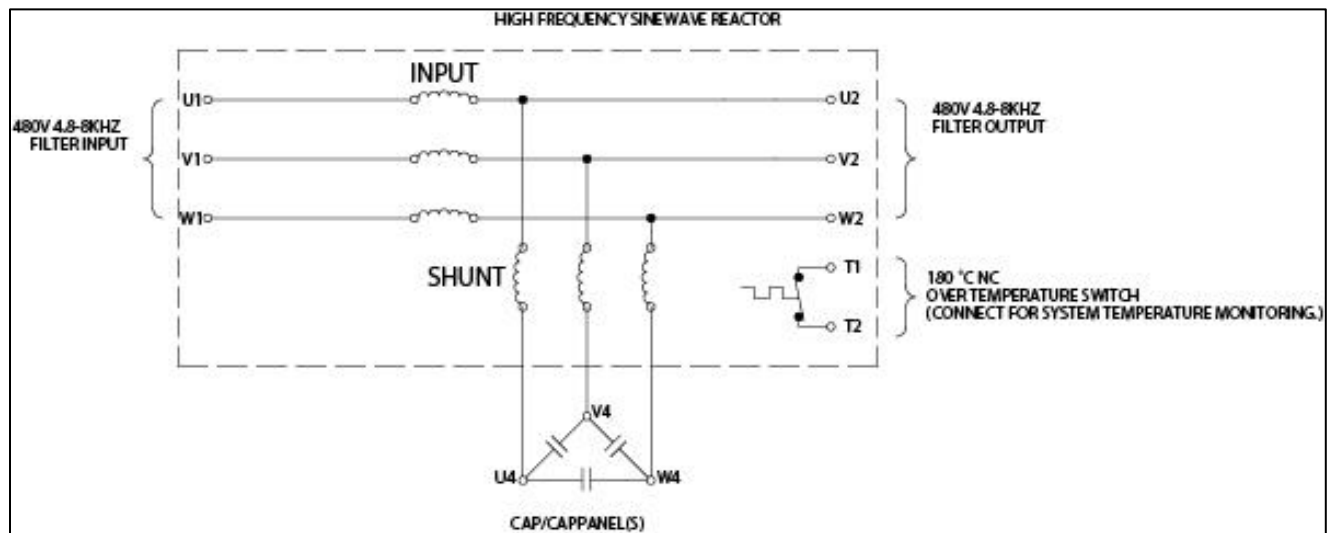 HIGH FREQUENCY SINEWAVE REACTOR
INPUT
U1
U2
480V 4.8-8KHZ
FILTER INPUT
480V 4.8-8KHZ
FILTER OUTPUT
V1
V2
W1
W2
SHUNT
T1
180 °C NC
OVER TEMPERATURE SWITCH
(CONNECT FOR SYSTEM TEMPERATURE MONITORING.)
T2
V4
U4
W4
CAP/CAPPANEL(S)